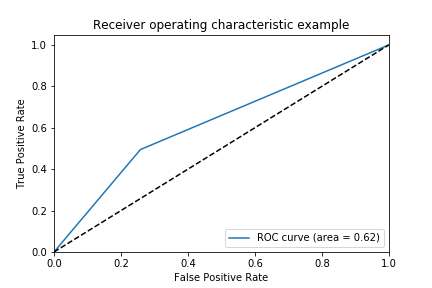 Receiver operating characteristic example
True Positive Rate
1.0
0.8
0.6
0.4
0.2
0.0
ROC curve (area = 0.62)
0.0 0.2 0.4 0.6 0.8 1.0
False Positive Rate